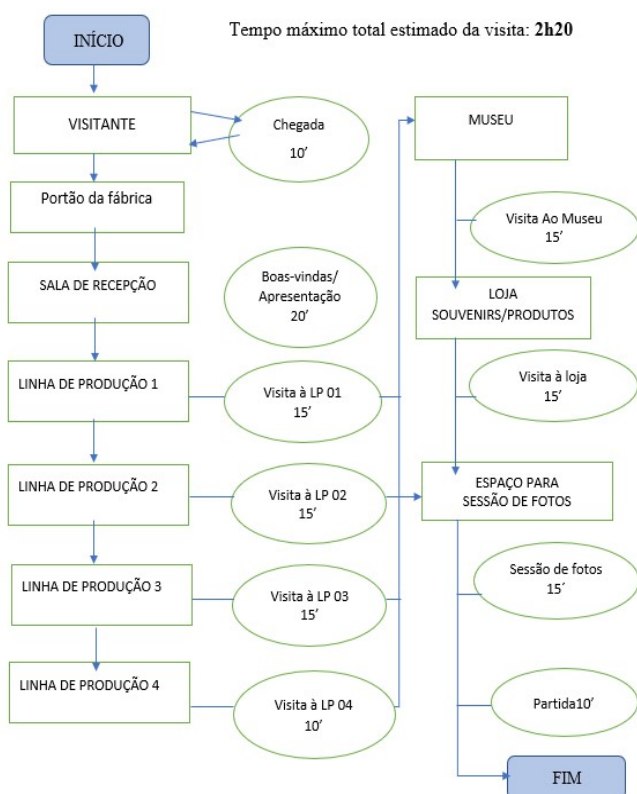 Tempo máximo total estimado da visita: 2h20
INÍCIO
VISITANTE
Chegada
10’
Portão da fábrica
SALA DE RECEPÇÃO
Boas-vindas/
Apresentação
20’
LINHA DE PRODUÇÃO 1
Visita à LP 01
15’
LINHA DE PRODUÇÃO 2
Visita à LP 02
15’
LINHA DE PRODUÇÃO 3
Visita à LP 03
15’
LINHA DE PRODUÇÃO 4
Visita à LP 04
10’
MUSEU
Visita Ao Museu
15’
LOJA
SOUVENIRS/PRODUTOS
Visita à loja
15’
ESPAÇO PARA
SESSÃO DE FOTOS
Sessão de fotos
15´
Partida10’
FIM